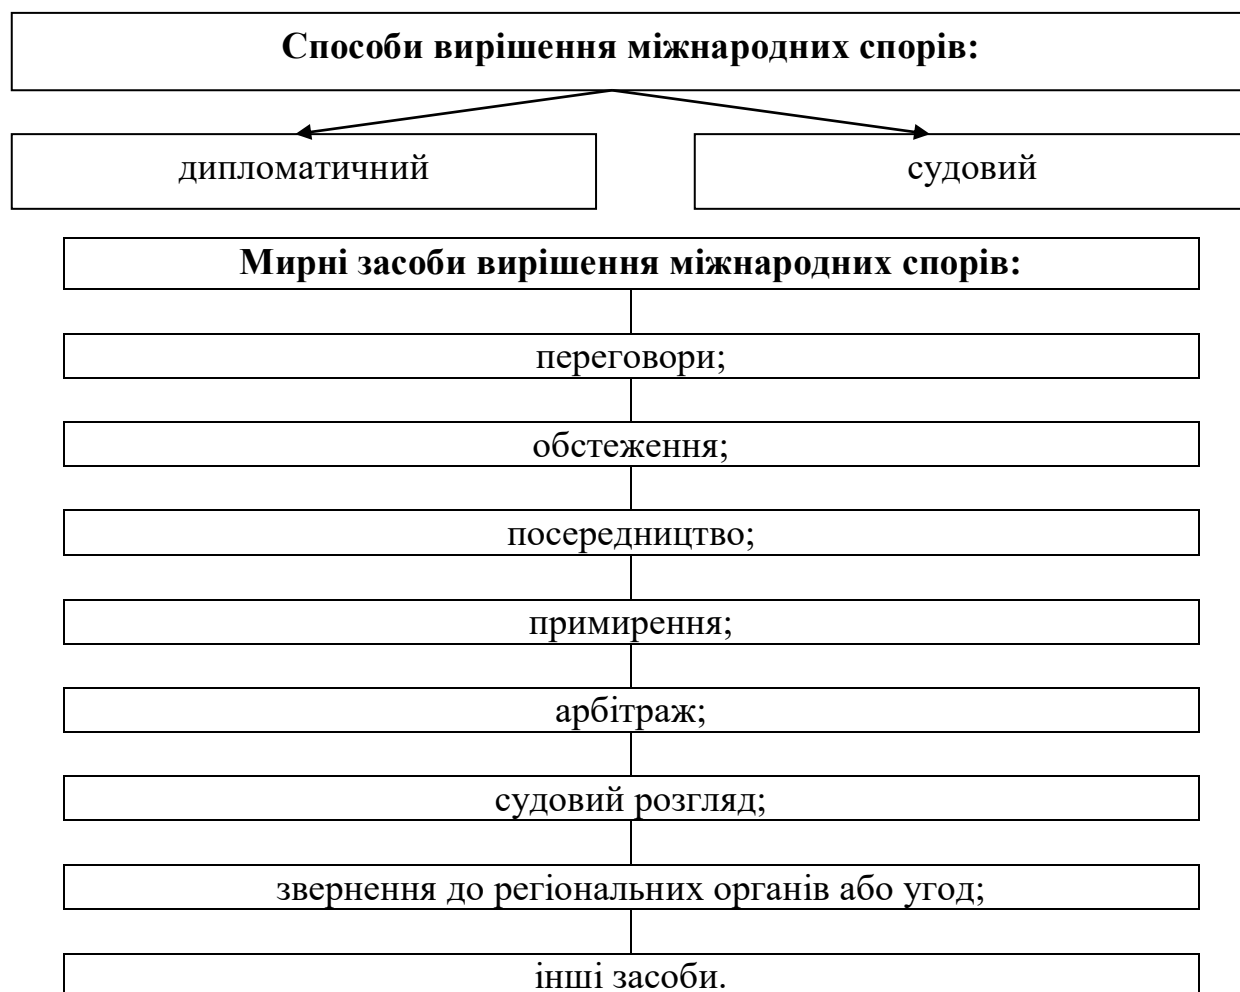 Способи вирішення міжнародних спорів:
дипломатичний
судовий
Мирні засоби вирішення міжнародних спорів:
переговори;
обстеження;
посередництво;
примирення;
арбітраж;
судовий розгляд;
звернення до регіональних органів або угод;
інші засоби.